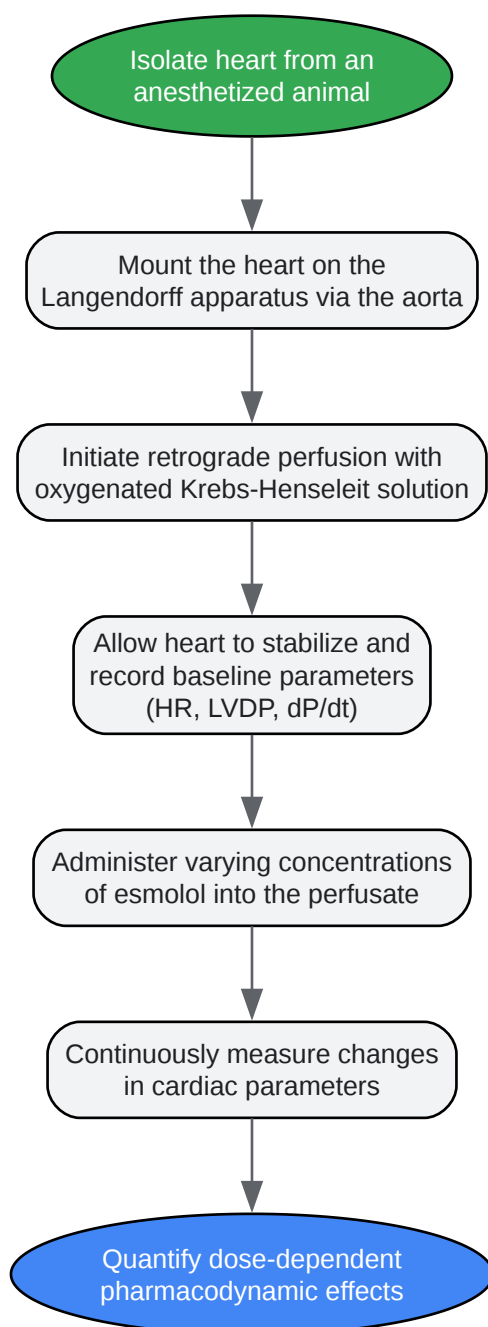 Isolate heart from an
anesthetized animal
Mount the heart on the
Langendorff apparatus via the aorta
Initiate retrograde perfusion with
oxygenated Krebs-Henseleit solution
Allow heart to stabilize and
record baseline parameters
(HR, LVDP, dP/dt)
Administer varying concentrations
of esmolol into the perfusate
Continuously measure changes
in cardiac parameters
Quantify dose-dependent
pharmacodynamic effects